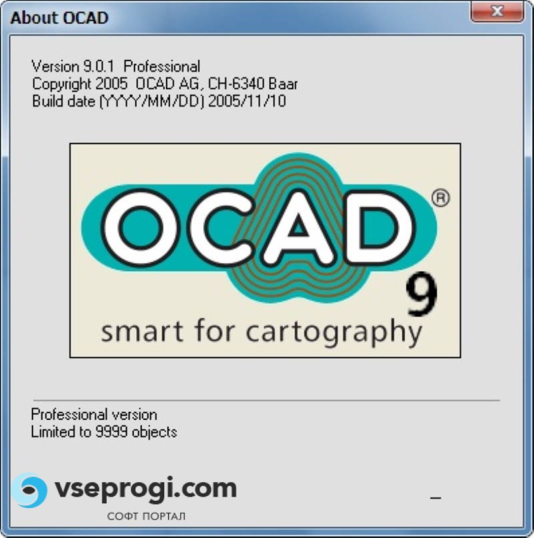 About OCAD
Version 9.0.1 Professional
Copyright 2005 OCAD AG, CH-6340 Baar
Build date (YYYY/MM/DD) 2005/11/10
OCAD®
9
smart for cartography
Professional version
Limited to 9999 objects
vseprogi.com
СОФТ ПОРТАЛ